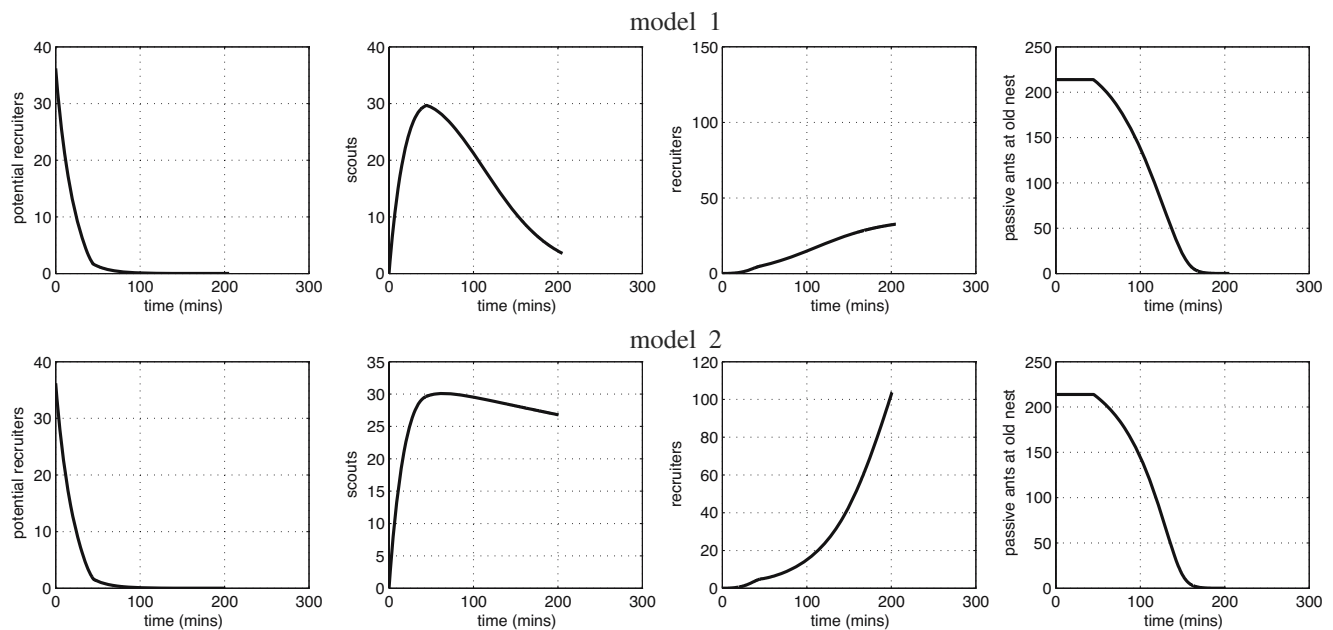 model 1
40
30
20
10
0
potential recruiters
0 100 200 300
time (mins)
40
30
20
10
0
scouts
0 100 200 300
time (mins)
150
100
50
0
recruiters
0 100 200 300
time (mins)
250
200
150
100
50
0
passive ants at old nest
0 100 200 300
time (mins)
model 2
40
30
20
10
0
potential recruiters
0 100 200 300
time (mins)
35
30
25
20
15
10
5
0
scouts
0 100 200 300
time (mins)
120
100
80
60
40
20
0
recruiters
0 100 200 300
time (mins)
250
200
150
100
50
0
passive ants at old nest
0 100 200 300
time (mins)